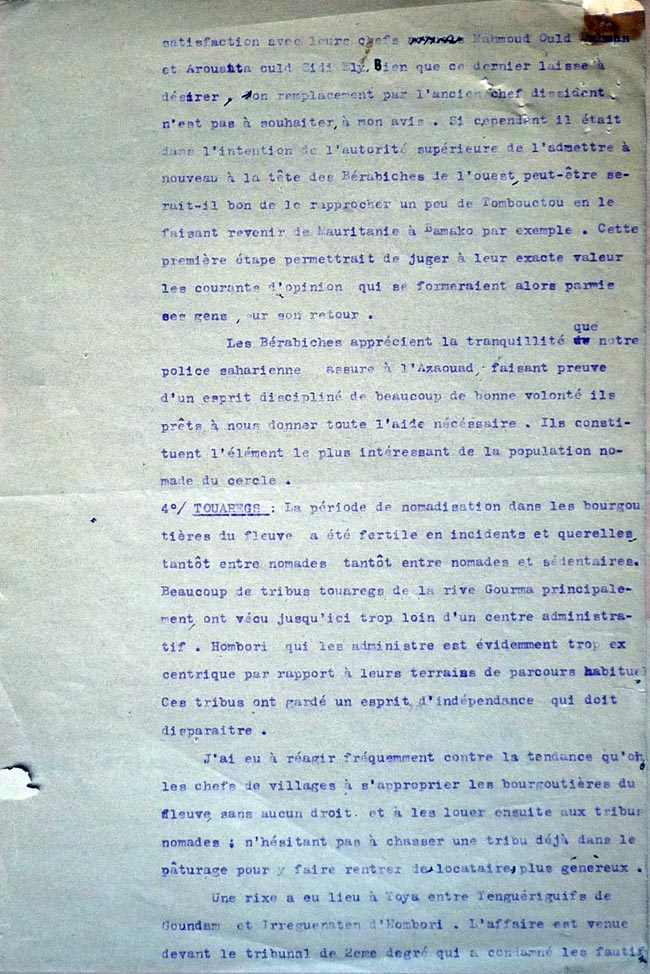 satisfaction avec leurs chefs Mahmoud Ould
et Arouata ould Sidi Ely. Bien que ce dernier laisse à
désirer, son remplacement par l'ancien chef dissident
n'est pas à souhaiter, à mon avis . Si cependant il était
dans l'intention de l'autorité supérieure de l'admettre à
nouveau à la tête des Bérabiches de l'ouest, peut-être se-
rait-il bon de le rapprocher un peu de Tombouctou en le
faisant revenir de Mauritanie à Bamako par exemple . Cette
première étape permettrait de juger à leur exacte valeur
les courants d'opinion qui se formeraient alors parmis
ses gens , sur son retour .
Les Bérabiches apprécient la tranquillité que notre
police saharienne assure à l'Azaouad, faisant preuve
d'un esprit discipliné de beaucoup de bonne volonté ils
prêts à nous donner toute l'aide nécessaire . Ils consti-
tuent l'élément le plus intéressant de la population no-
made du cercle .
4°/ TOUAREGS : La période de nomadisation dans les bourgou
tières du fleuve a été fertile en incidents et querelles,
tantôt entre nomades tantôt entre nomades et sédentaires.
Beaucoup de tribus touaregs de la rive Gourma principale-
ment, ont vécu jusqu'ici trop loin d'un centre administra-
tif . Hombori qui les administre est évidemment trop ex
centrique par rapport à leurs terrains de parcours habituel
Ces tribus ont gardé un esprit d'indépendance qui doit
disparaitre .
J'ai eu à réagir fréquemment contre la tendance qu'on
les chefs de villages à s'approprier les bourgoutières du
fleuve, sans aucun droit. et à les louer ensuite aux tribus
nomades ; n'hésitant pas à chasser une tribu déjà dans le
pâturage pour y faire rentrer de locataire, plus généreux .
Une rixe a eu lieu à Toya entre Tenguériguifs de
Goundam et Irreguenaten d'Hombori . L'affaire est venue
devant le tribunal de 2eme degré qui a condamné les fautif